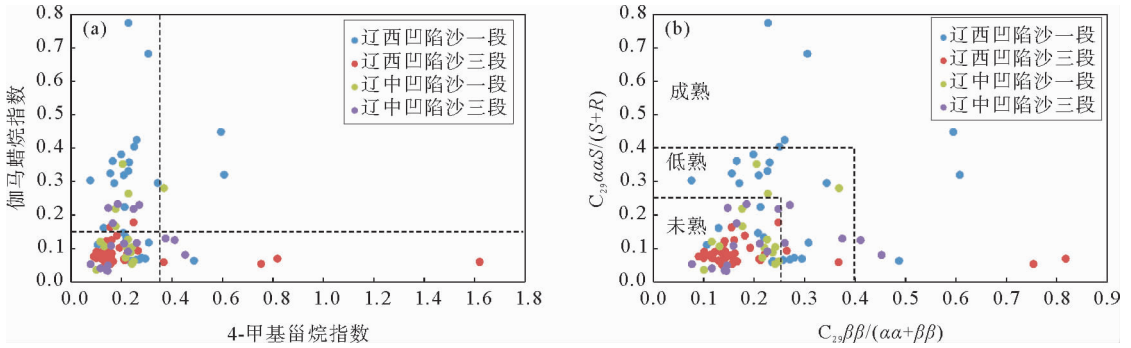 (a)
辽西凹陷沙一段
辽西凹陷沙三段
辽中凹陷沙一段
辽中凹陷沙三段
伽马蜡烷指数
0.8
0.7
0.6
0.5
0.4
0.3
0.2
0.1
0
0.0 0.2 0.4 0.6 0.8 1.0 1.2 1.4 1.6 1.8
4-甲基甾烷指数
(b)
辽西凹陷沙一段
辽西凹陷沙三段
辽中凹陷沙一段
辽中凹陷沙三段
成熟
低熟
未熟
C₂₉αααS/(S+R)
0.8
0.7
0.6
0.5
0.4
0.3
0.2
0.1
0
0.0 0.1 0.2 0.3 0.4 0.5 0.6 0.7 0.8 0.9
C₂₉ββ/(αα+ββ)